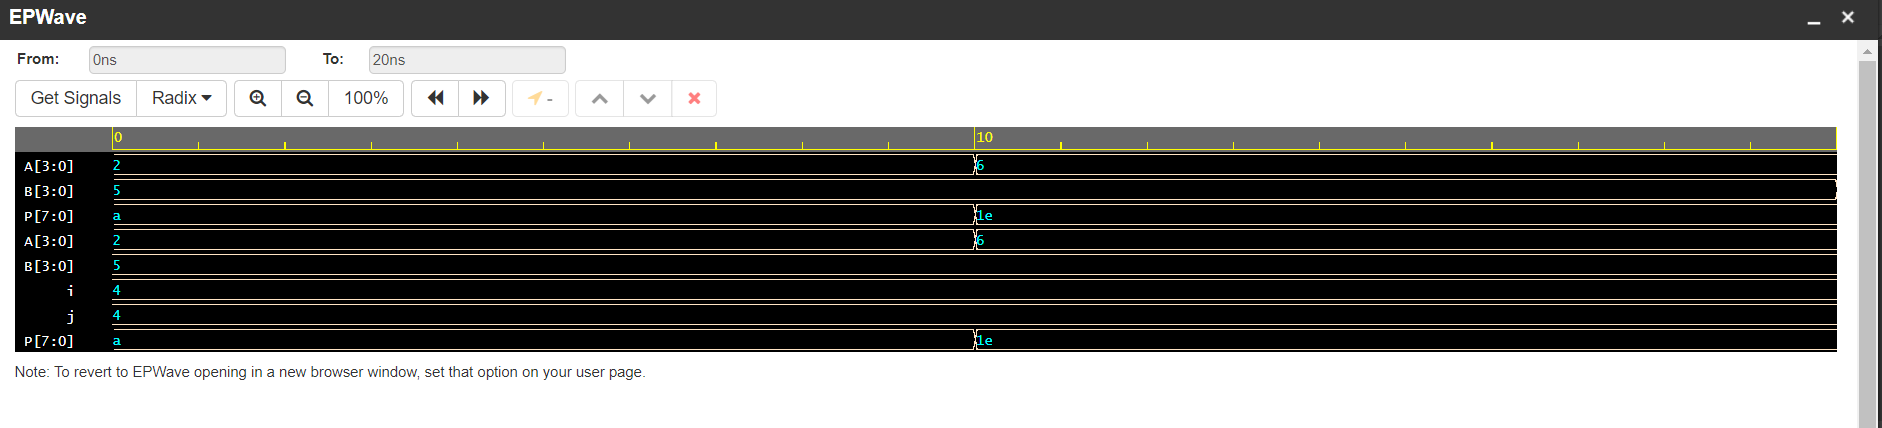 EPWave
From: 0ns To: 20ns
Get Signals Radix 100% -
0 10
A[3:0] 2 6
B[3:0] 5
P[7:0] a 1e
A[3:0] 2 6
B[3:0] 5
i 4
j 4
P[7:0] a 1e
Note: To revert to EPWave opening in a new browser window, set that option on your user page.